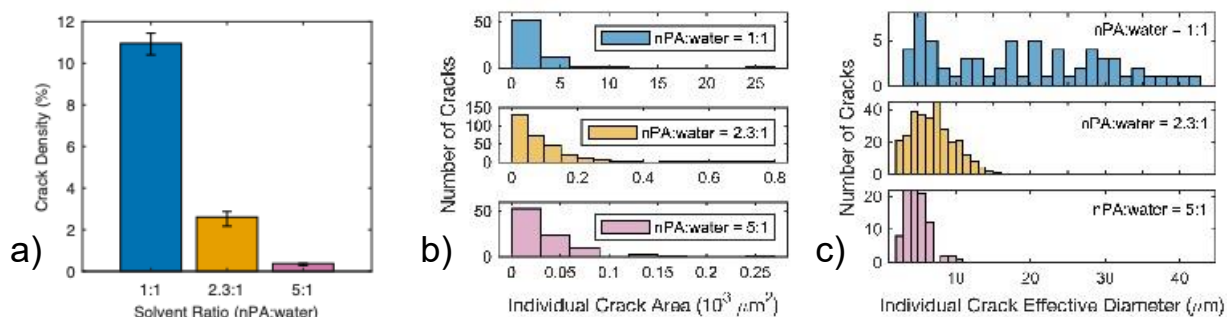 a)
Crack Density (%)
12
10
8
6
4
2
0
1:1 2.3:1 5:1
Solvent Ratio (nPA:water)
b)
Number of Cracks
50
0
nPA:water = 1:1
0 5 10 15 20 25
150
100
50
0
nPA:water = 2.3:1
0 0.2 0.4 0.6 0.8
50
0
nPA:water = 5:1
0 0.05 0.1 0.15 0.2 0.25
Individual Crack Area (10³ μm²)
c)
Number of Cracks
5
0
nPA:water = 1:1
40
20
0
nPA:water = 2.3:1
20
10
0
nPA:water = 5:1
10 20 30 40
Individual Crack Effective Diameter (μm)